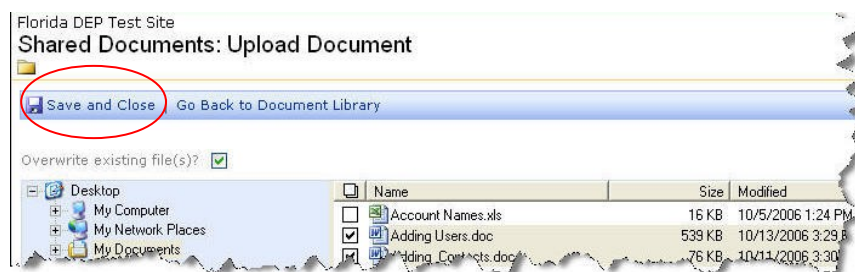 Florida DEP Test Site
Shared Documents: Upload Document
Save and Close Go Back to Document Library
Overwrite existing file(s)?
Desktop Name Size Modified
My Computer Account Names.xls 16 KB 10/5/2006 1:24 PM
My Network Places Adding Users.doc 539 KB 10/13/2006 3:29
My Documents Adding Contacts.doc 76 KB 10/11/2006 3:30